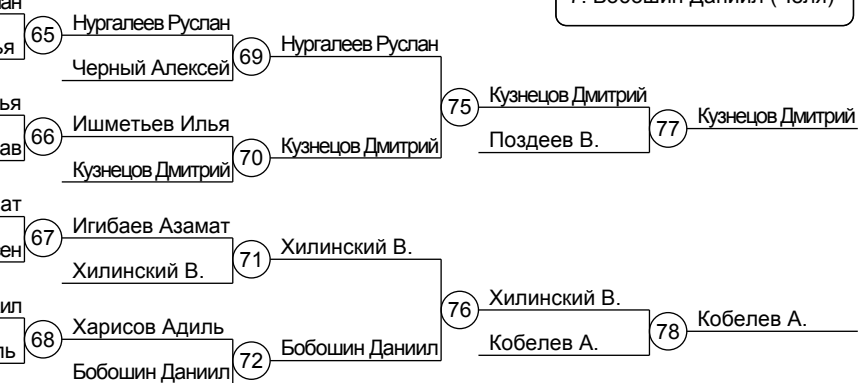 7. Бобошин Даниил (Челя)
65
Нургалеев Руслан
Черный Алексей
69
Нургалеев Руслан
66
Ишметьев Илья
Кузнецов Дмитрий
70
Кузнецов Дмитрий
75
Кузнецов Дмитрий
Поздеев В.
77
Кузнецов Дмитрий
67
Игибаев Азамат
Хилинский В.
71
Хилинский В.
68
Харисов Адиль
Бобошин Даниил
72
Бобошин Даниил
76
Хилинский В.
Кобелев А.
78
Кобелев А.